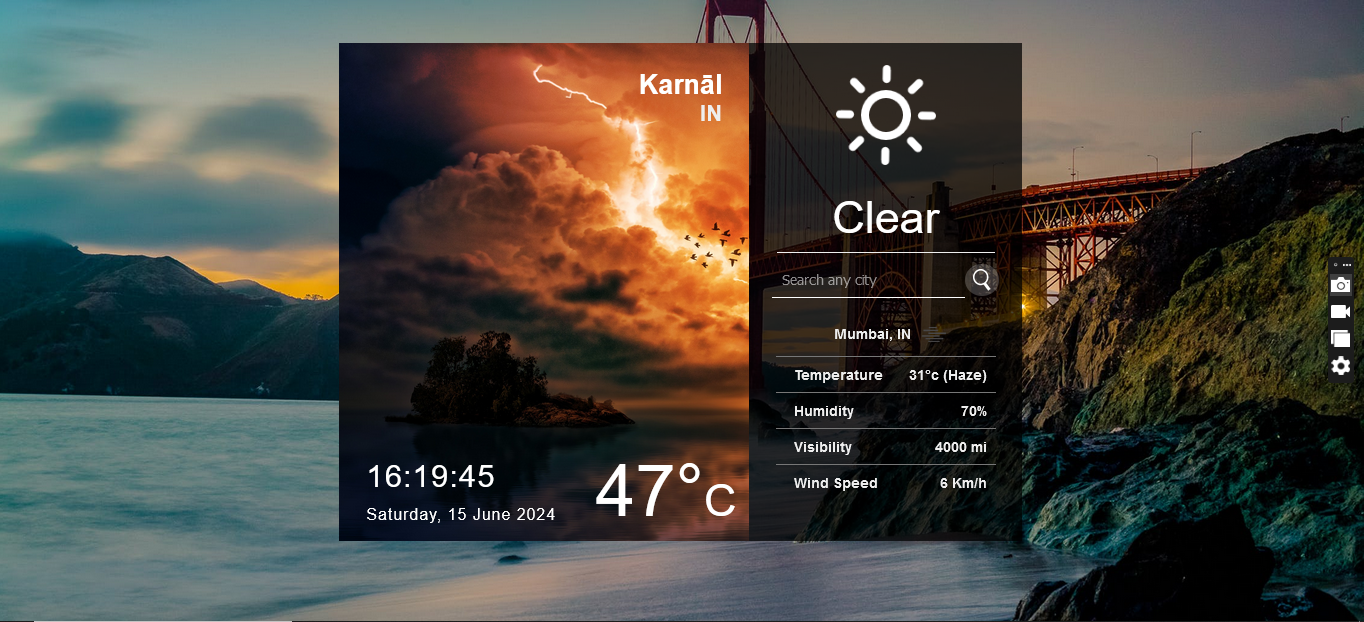 Karnāl
IN
16:19:45
Saturday, 15 June 2024
47°C
Clear
Search any city
Mumbai, IN
Temperature 31°c (Haze)
Humidity 70%
Visibility 4000 mi
Wind Speed 6 Km/h